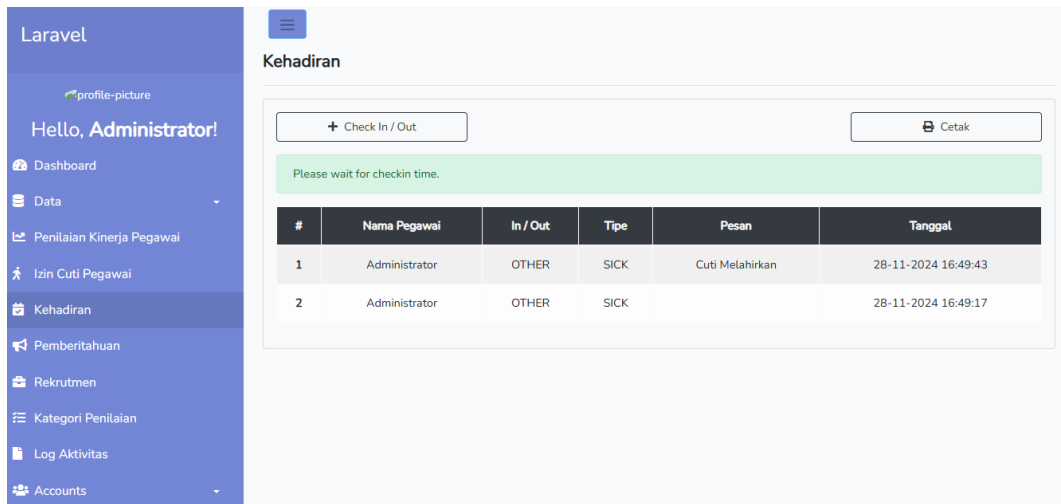 Laravel
profile-picture
Hello, Administrator!
Dashboard
Data
Penilaian Kinerja Pegawai
Izin Cuti Pegawai
Kehadiran
Pemberitahuan
Rekrutmen
Kategori Penilaian
Log Aktivitas
Accounts
Kehadiran
+ Check In / Out
Cetak
Please wait for checkin time.
# Nama Pegawai In / Out Tipe Pesan Tanggal
1 Administrator OTHER SICK Cuti Melahirkan 28-11-2024 16:49:43
2 Administrator OTHER SICK 28-11-2024 16:49:17